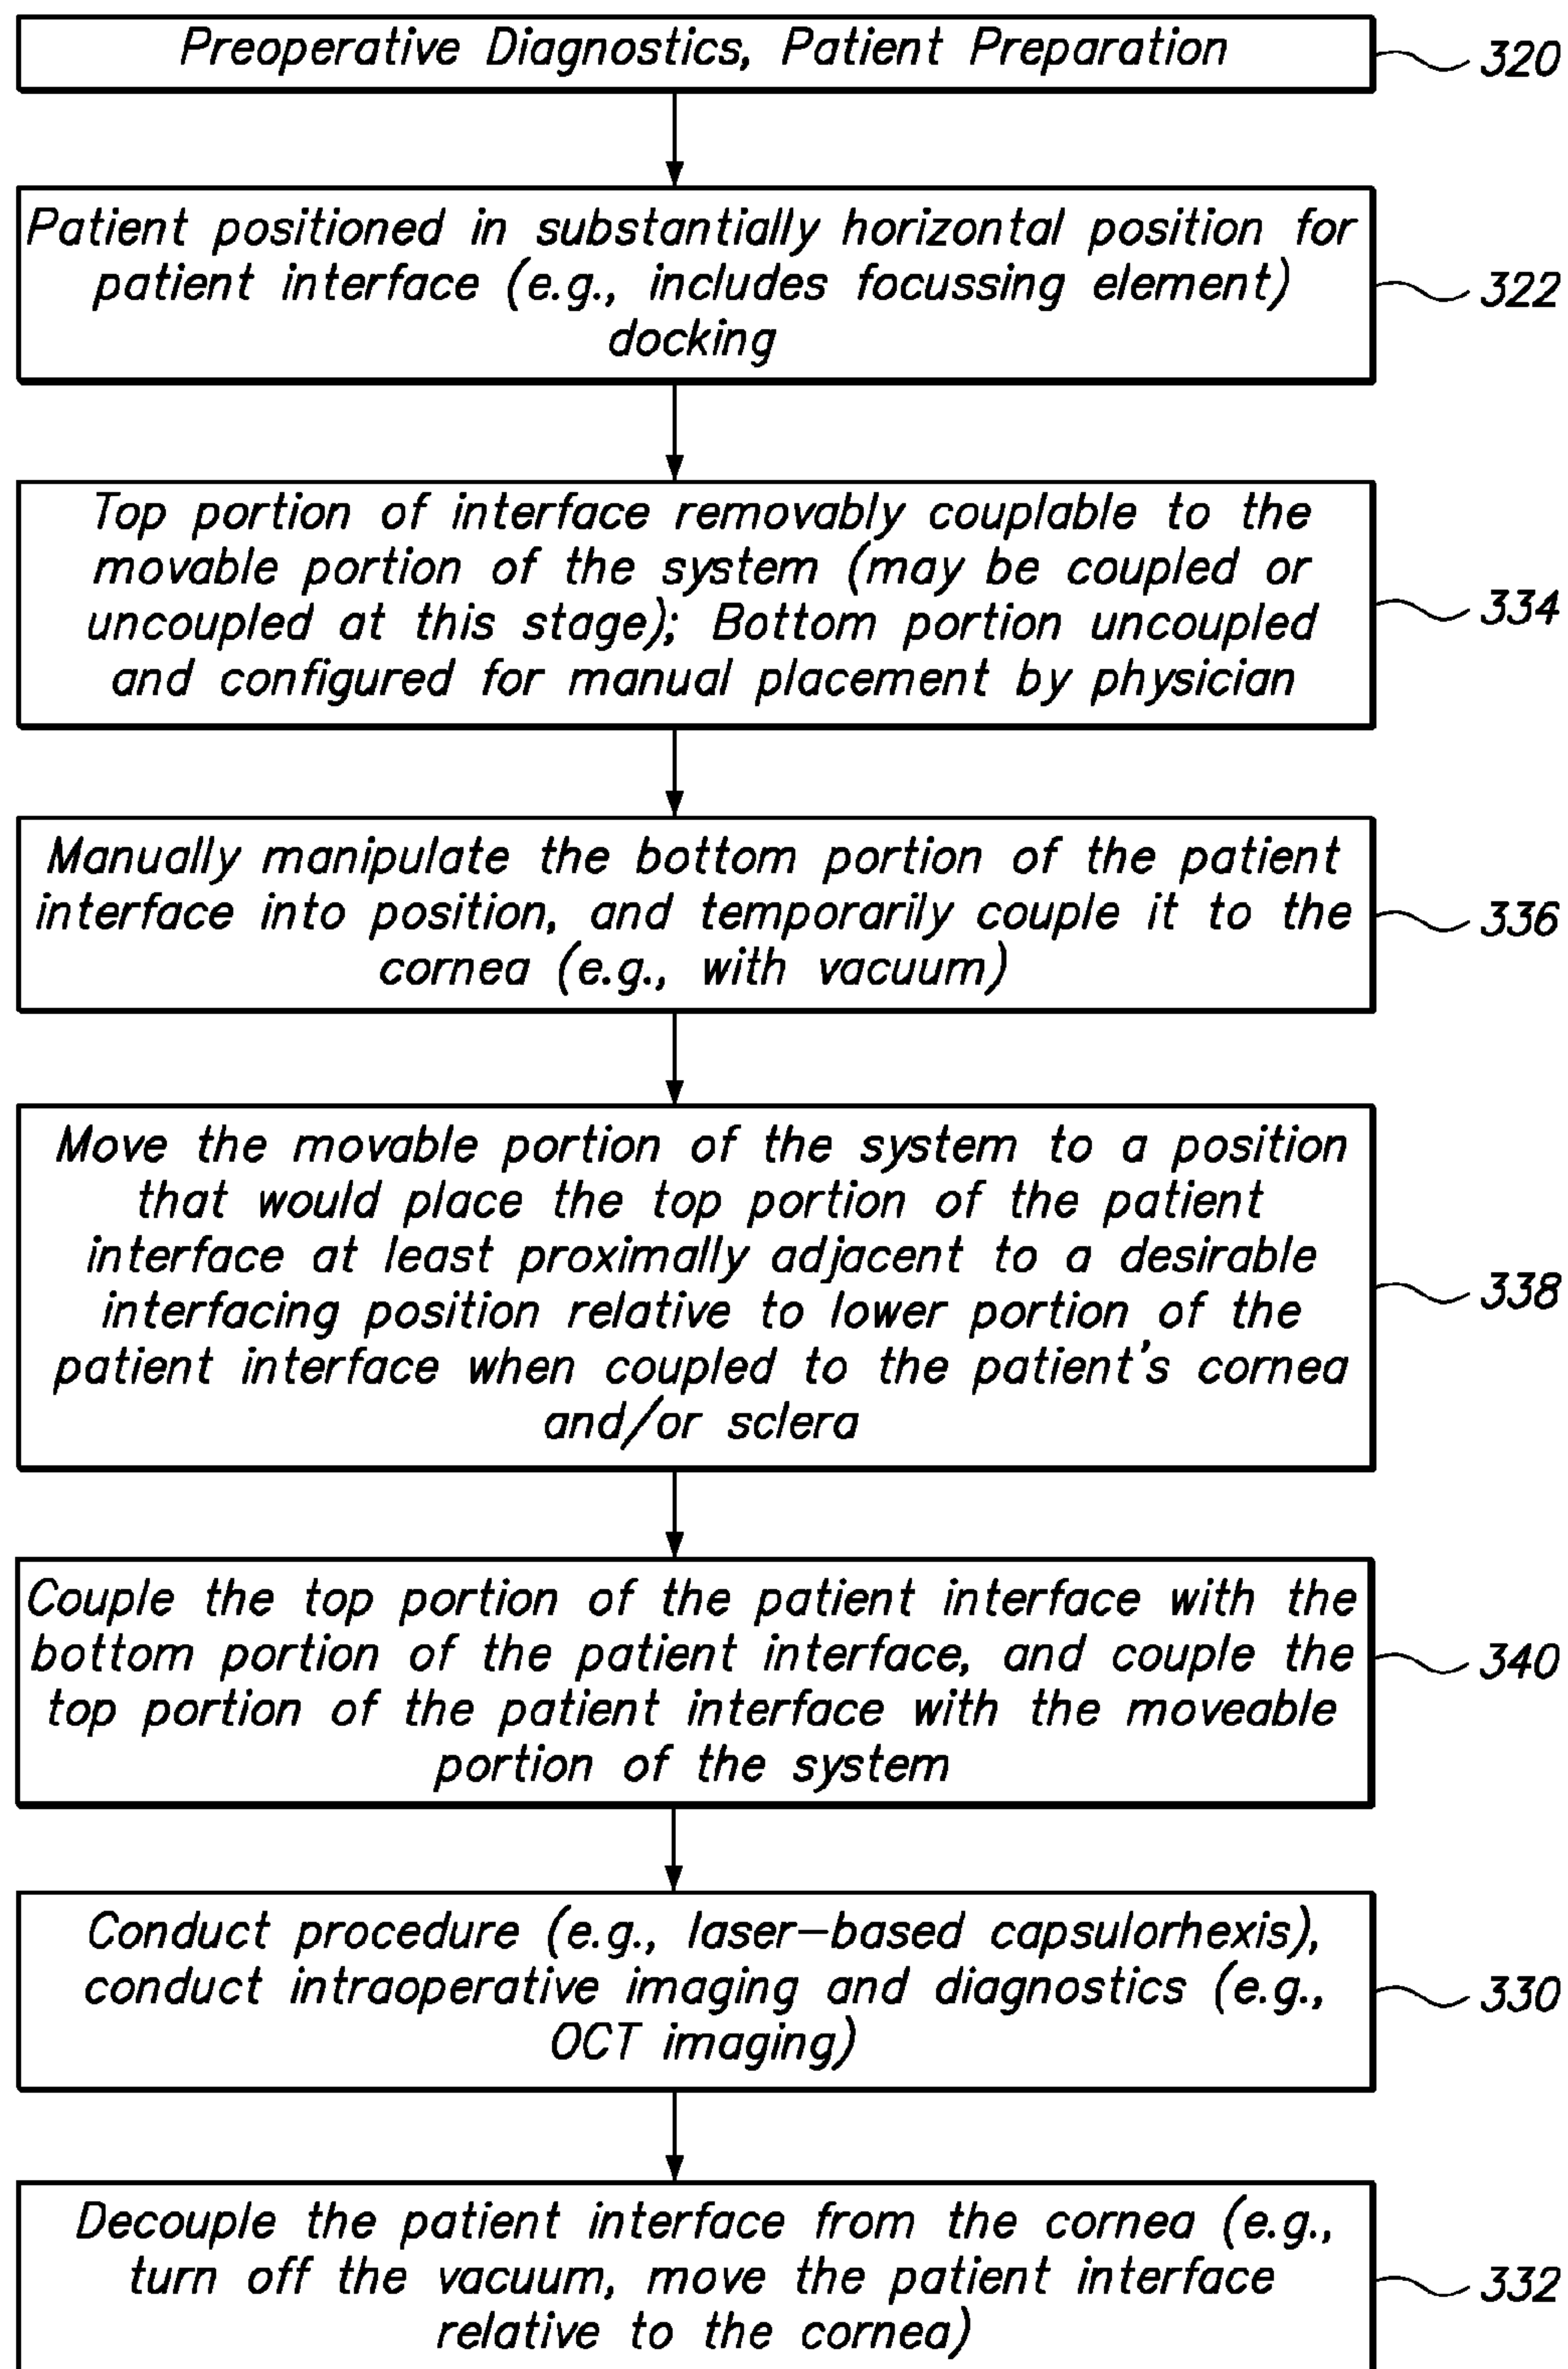 Preoperative Diagnostics, Patient Preparation
320
Patient positioned in substantially horizontal position for
patient interface (e.g., includes focussing element)
docking
322
Top portion of interface removably couplable to the
movable portion of the system (may be coupled or
uncoupled at this stage); Bottom portion uncoupled
and configured for manual placement by physician
334
Manually manipulate the bottom portion of the patient
interface into position, and temporarily couple it to the
cornea (e.g., with vacuum)
336
Move the movable portion of the system to a position
that would place the top portion of the patient
interface at least proximally adjacent to a desirable
interfacing position relative to lower portion of the
patient interface when coupled to the patient's cornea
and/or sclera
338
Couple the top portion of the patient interface with the
bottom portion of the patient interface, and couple the
top portion of the patient interface with the moveable
portion of the system
340
Conduct procedure (e.g., laser–based capsulorhexis),
conduct intraoperative imaging and diagnostics (e.g.,
OCT imaging)
330
Decouple the patient interface from the cornea (e.g.,
turn off the vacuum, move the patient interface
relative to the cornea)
332